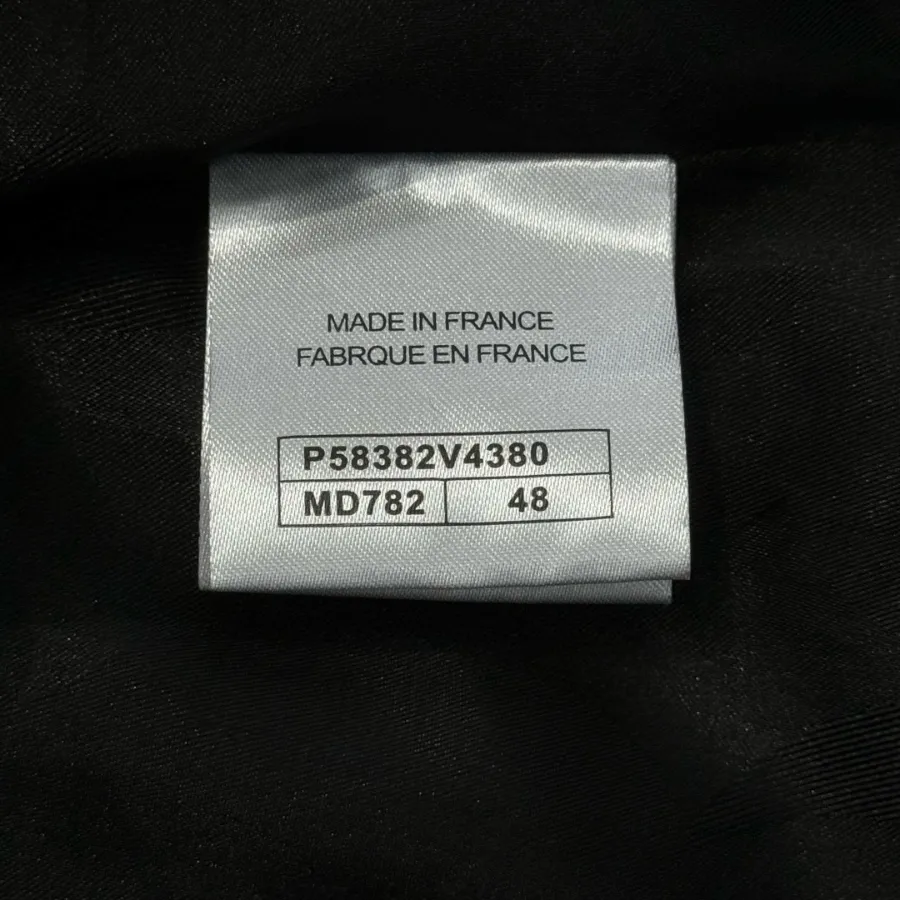 MADE IN FRANCE
FABRQUE EN FRANCE
P58382V4380
MD782 48